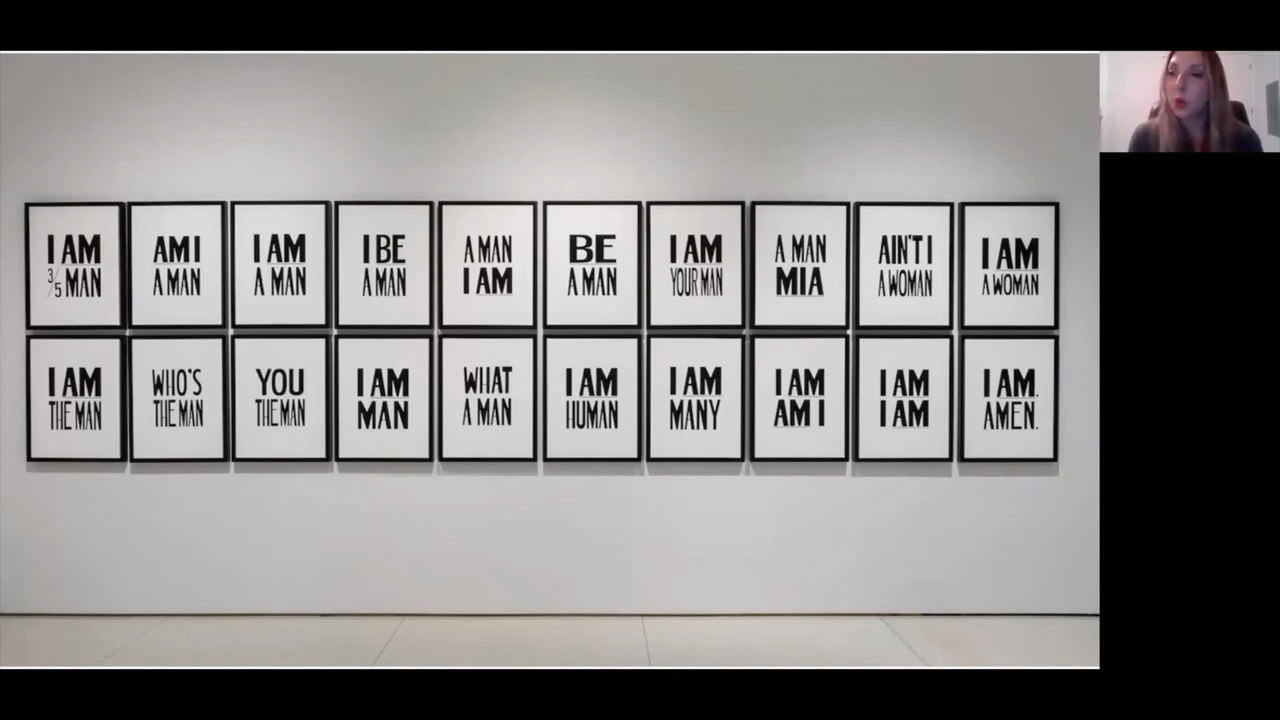 I AM
3/5 MAN
AM I
A MAN
I AM
A MAN
I BE
A MAN
A MAN
I AM
BE
A MAN
I AM
YOUR MAN
A MAN
MIA
AIN'T I
A WOMAN
I AM
A WOMAN
I AM
THE MAN
WHO'S
THE MAN
YOU
THE MAN
I AM
MAN
WHAT
A MAN
I AM
HUMAN
I AM
MANY
I AM
AM I
I AM
I AM
I AM.
AMEN.